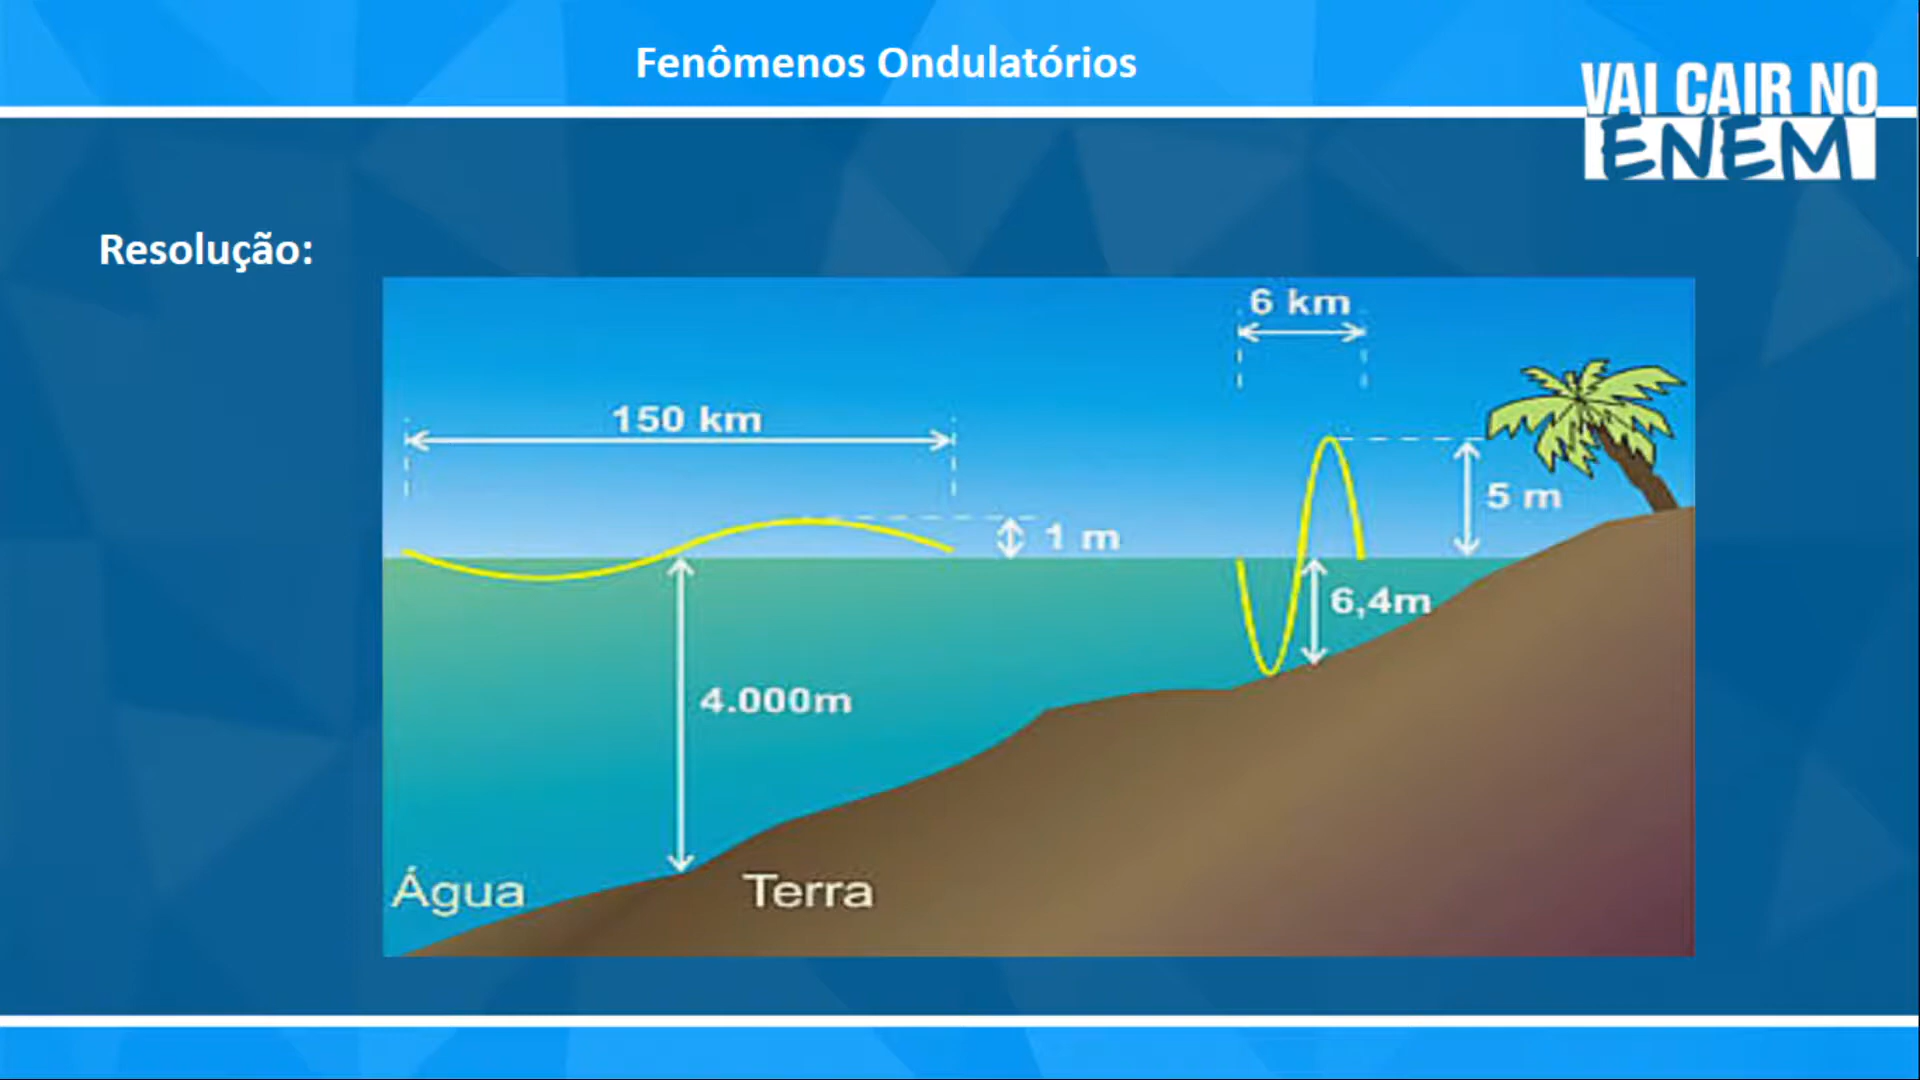 Fenômenos Ondulatórios
VAI CAIR NO
ENEM
Resolução:
6 km
150 km
5 m
1 m
6,4m
4.000m
Água
Terra